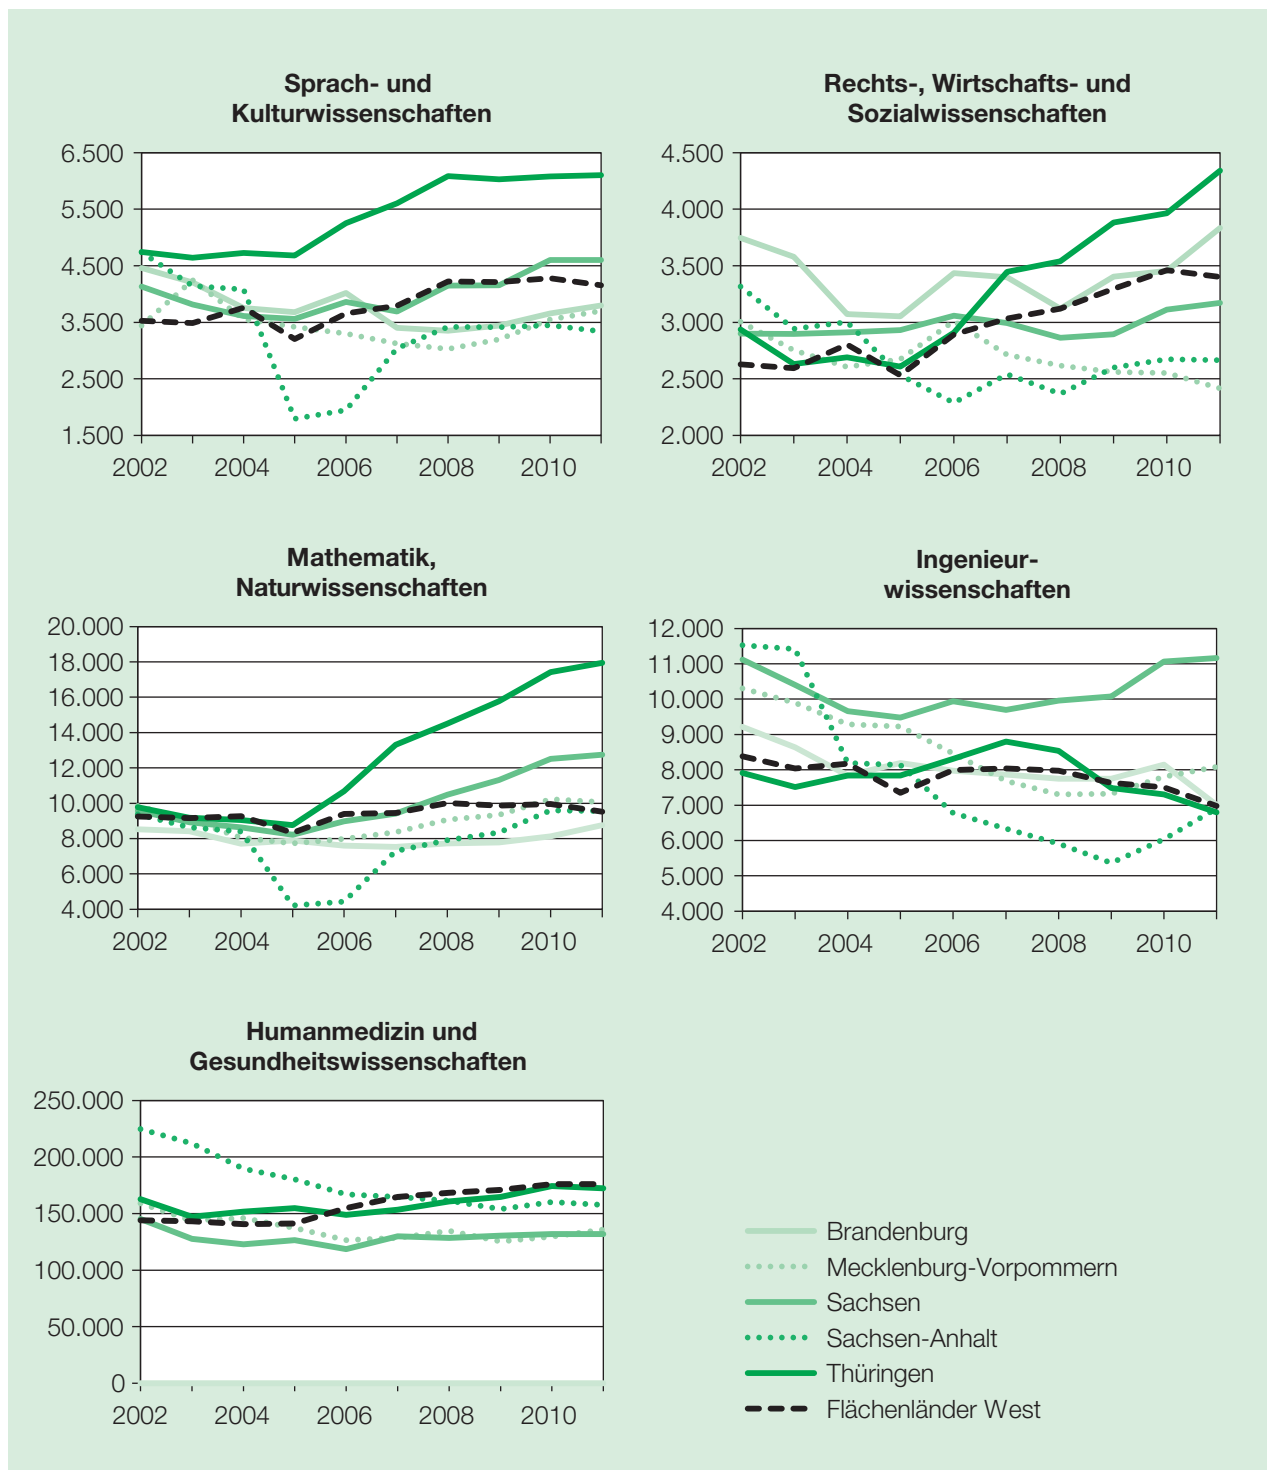 Sprach- und
Kulturwissenschaften
6.500
5.500
4.500
3.500
2.500
1.500
2002 2004 2006 2008 2010
Rechts-, Wirtschafts- und
Sozialwissenschaften
4.500
4.000
3.500
3.000
2.500
2.000
2002 2004 2006 2008 2010
Mathematik,
Naturwissenschaften
20.000
18.000
16.000
14.000
12.000
10.000
8.000
6.000
4.000
2002 2004 2006 2008 2010
Ingenieur-
wissenschaften
12.000
11.000
10.000
9.000
8.000
7.000
6.000
5.000
4.000
2002 2004 2006 2008 2010
Humanmedizin und
Gesundheitswissenschaften
250.000
200.000
150.000
100.000
50.000
0
2002 2004 2006 2008 2010
Brandenburg
Mecklenburg-Vorpommern
Sachsen
Sachsen-Anhalt
Thüringen
Flächenländer West